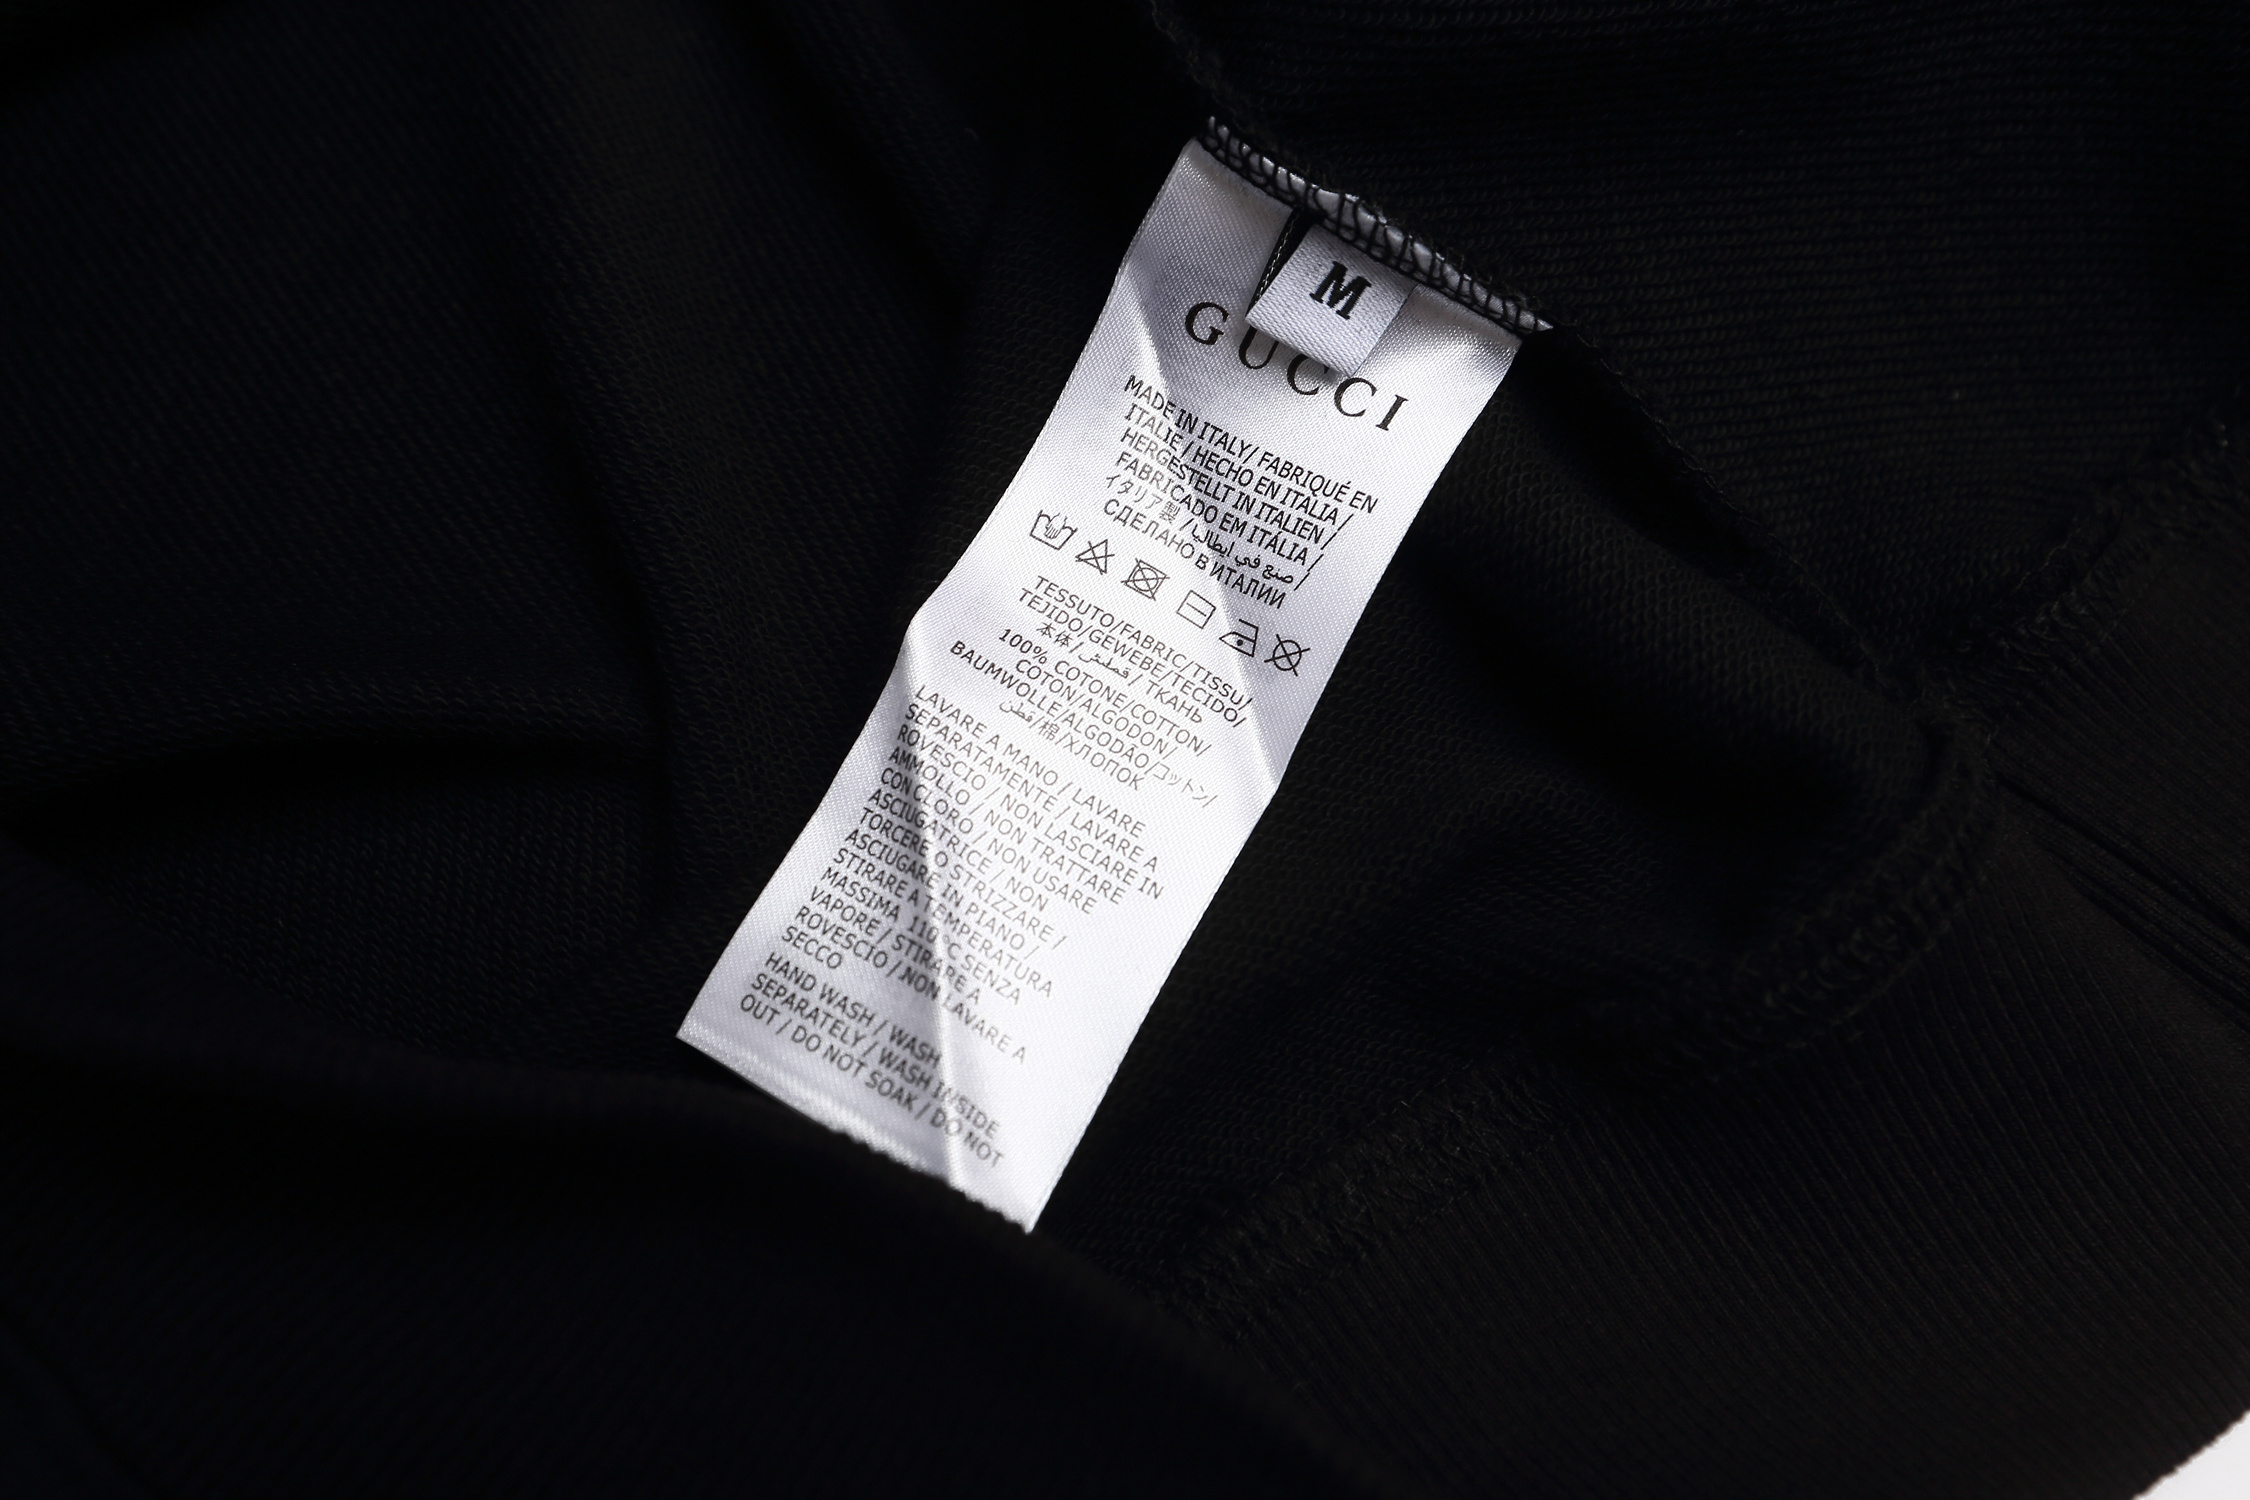 M
GUCCI
MADE IN ITALY/ FABRIQUÉ EN
ITALIE / HECHO EN ITALIA /
HERGESTELLT IN ITALIEN /
FABRICADO EM ITÁLIA /
イタリア製 / صنع في إيطاليا /
СДЕЛАНО В ИТАЛИИ
TESSUTO/FABRIC/TISSU/
TEJIDO/GEWEBE/TECIDO/
本体/ قطش / ТКАНЬ
100% COTONE/COTTON/
COTON/ALGODON/
BAUMWOLLE/ALGODÃO/コットン/
قطن/棉/ХЛОПОК
LAVARE A MANO / LAVARE
SEPARATAMENTE / LAVARE A
ROVESCIO / NON LASCIARE IN
AMMOLLO / NON TRATTARE
CON CLORO / NON USARE
ASCIUGATRICE / NON
TORCERE O STRIZZARE /
ASCIUGARE IN PIANO /
STIRARE A TEMPERATURA
MASSIMA 110°C SENZA
VAPORE / STIRARE A
ROVESCIO / NON LAVARE A
SECCO
HAND WASH / WASH
SEPARATELY / WASH INSIDE
OUT / DO NOT SOAK / DO NOT